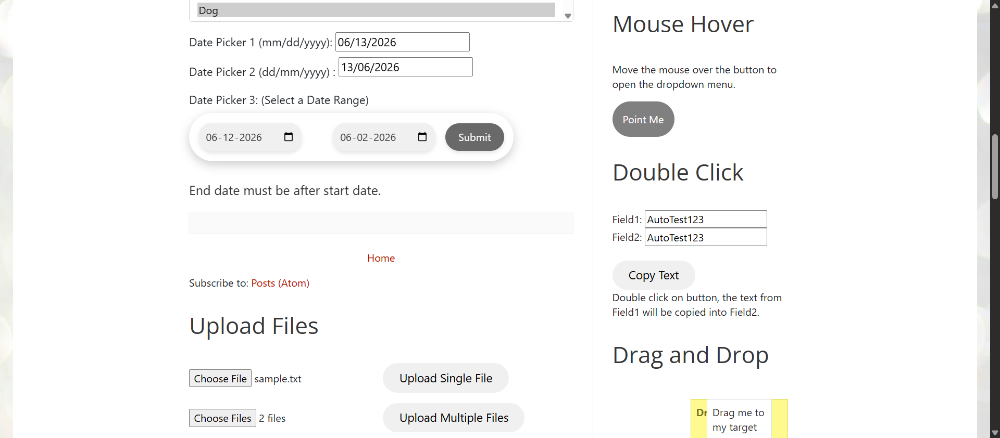 Dog
Date Picker 1 (mm/dd/yyyy): 06/13/2026
Date Picker 2 (dd/mm/yyyy) : 13/06/2026
Date Picker 3: (Select a Date Range)
06-12-2026 06-02-2026 Submit
End date must be after start date.
Home
Subscribe to: Posts (Atom)
Upload Files
Choose File sample.txt Upload Single File
Choose Files 2 files Upload Multiple Files
Mouse Hover
Move the mouse over the button to
open the dropdown menu.
Point Me
Double Click
Field1: AutoTest123
Field2: AutoTest123
Copy Text
Double click on button, the text from
Field1 will be copied into Field2.
Drag and Drop
Drag me to
my target